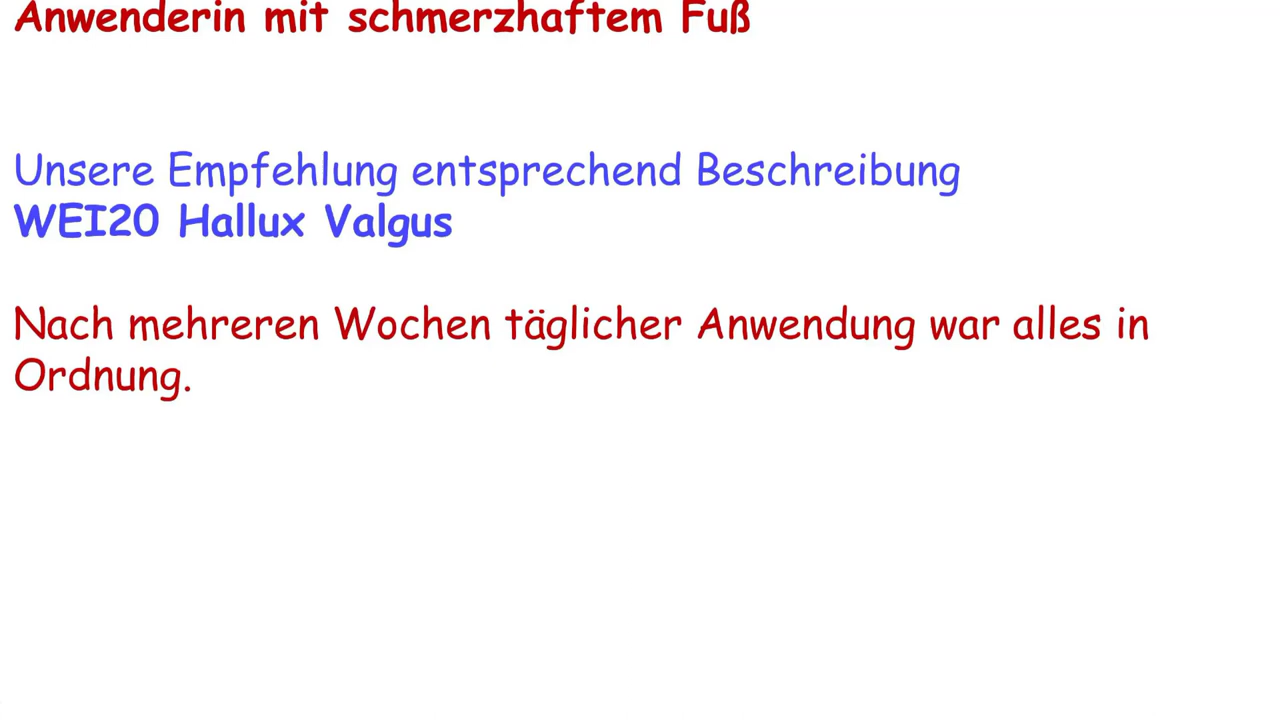 Anwenderin mit schmerzhaftem Fuß
Unsere Empfehlung entsprechend Beschreibung
WEI20 Hallux Valgus
Nach mehreren Wochen täglicher Anwendung war alles in
Ordnung.